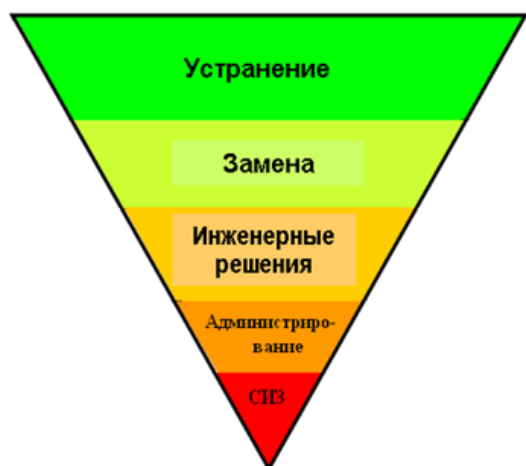 Устранение
Замена
Инженерные
решения
Администриро-
вание
СИЗ